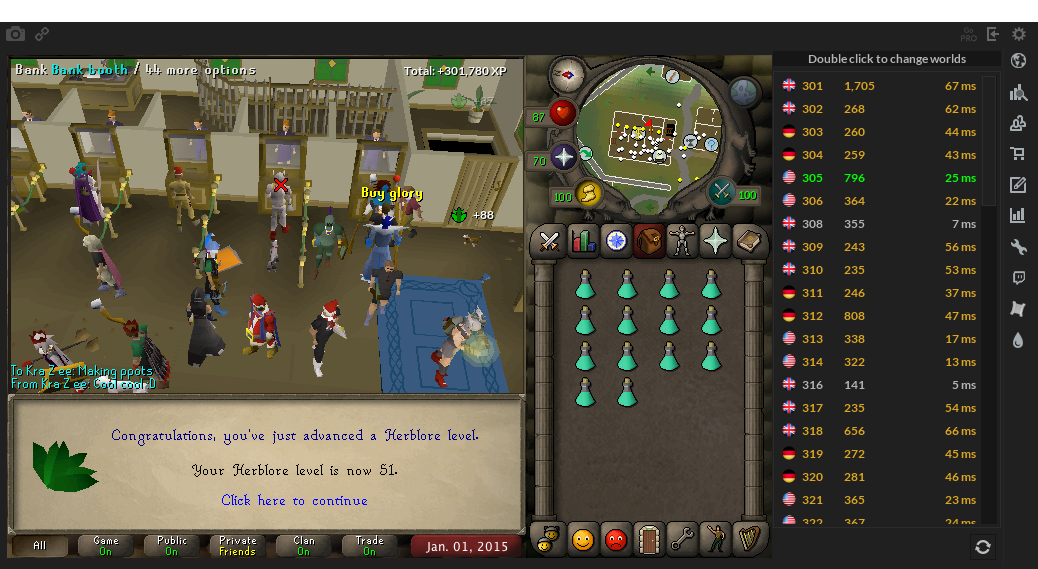 Go
PRO
Bank Bank booth / 44 more options
Total: +301,780 XP
Buy glory
+88
To Kra Z ee: Making ppots
From Kra Z ee: Cool cool :D
Congratulations, you've just advanced a Herblore level.
Your Herblore level is now 51.
Click here to continue
All
Game
On
Public
On
Private
Friends
Clan
On
Trade
On
Jan. 01, 2015
67
70
100
100
Double click to change worlds
301 1,705 67 ms
302 268 62 ms
303 260 44 ms
304 259 43 ms
305 796 25 ms
306 364 22 ms
308 355 7 ms
309 243 56 ms
310 235 53 ms
311 246 37 ms
312 808 47 ms
313 338 17 ms
314 322 13 ms
316 141 5 ms
317 235 54 ms
318 656 66 ms
319 272 45 ms
320 281 46 ms
321 365 23 ms
322 367 24 ms